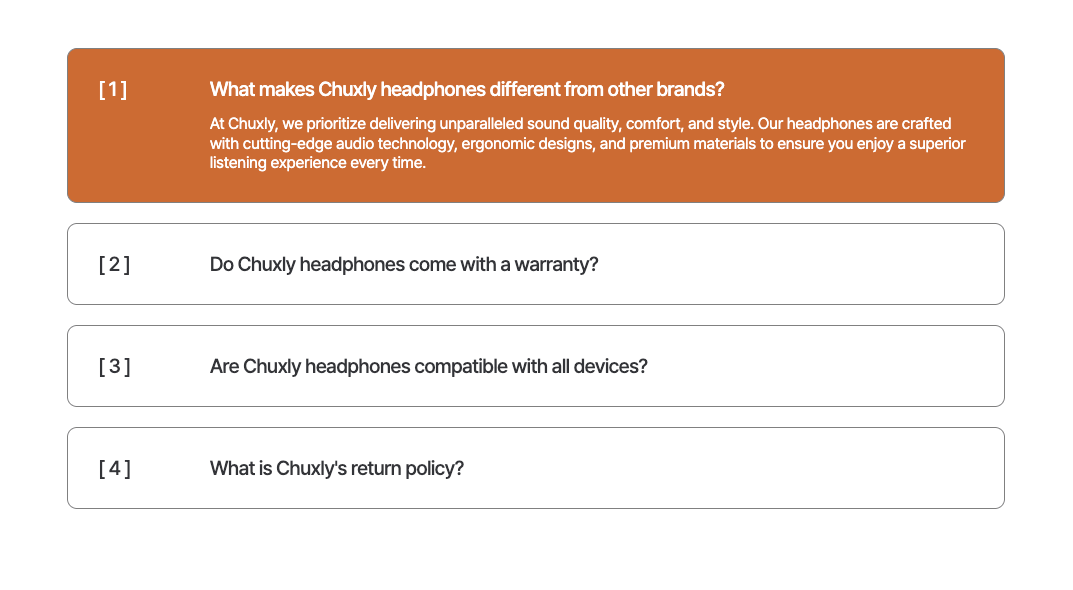 [ 1 ]
What makes Chuxly headphones different from other brands?
At Chuxly, we prioritize delivering unparalleled sound quality, comfort, and style. Our headphones are crafted
with cutting-edge audio technology, ergonomic designs, and premium materials to ensure you enjoy a superior
listening experience every time.
[ 2 ]
Do Chuxly headphones come with a warranty?
[ 3 ]
Are Chuxly headphones compatible with all devices?
[ 4 ]
What is Chuxly's return policy?